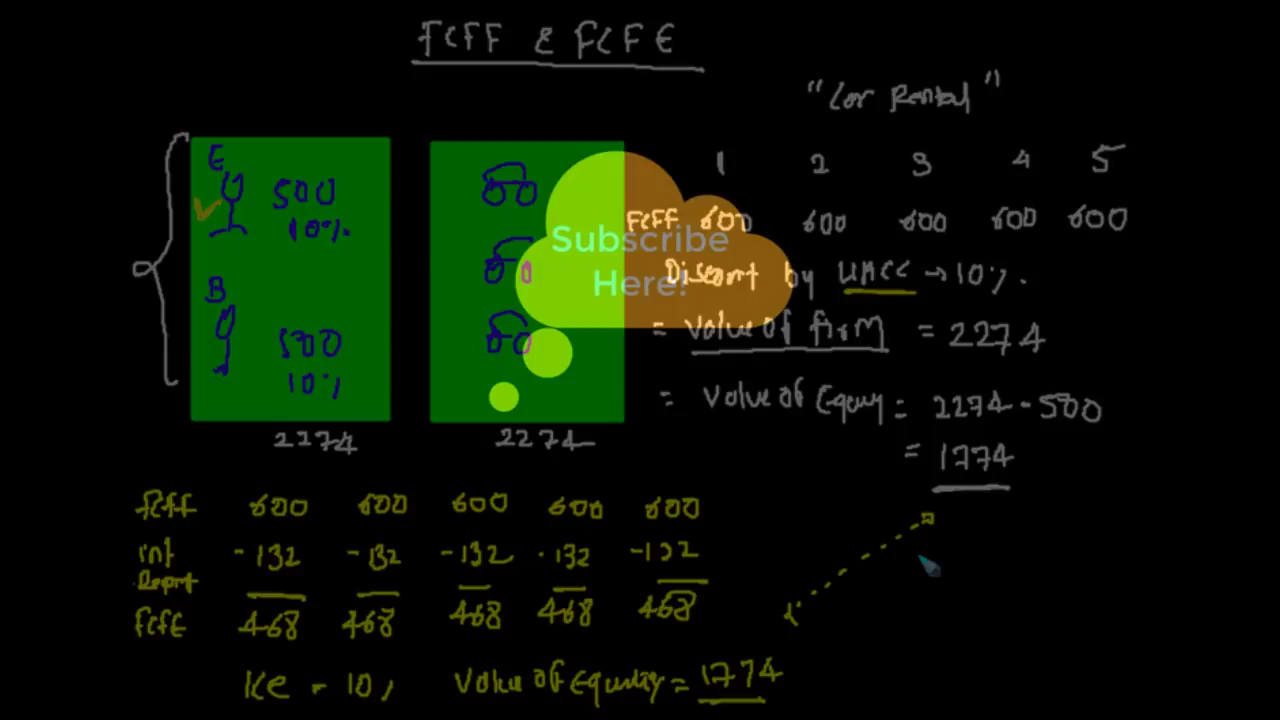 FCFF & FCFE
"Car Rental"
E
500
10%.
B
500
10%
2274
2274
1 2 3 4 5
FCFF 600 600 600 600 600
Discount by WACC → 10%.
= Value of firm = 2274
= Value of Equity = 2274 - 500
= 1774
Subscribe
Here!
fcff 600 600 600 600 600
int -132 -132 -132 -132 -132
Repmt
fcfE 468 468 468 468 468
Ke - 10% Value of Equity = 1774